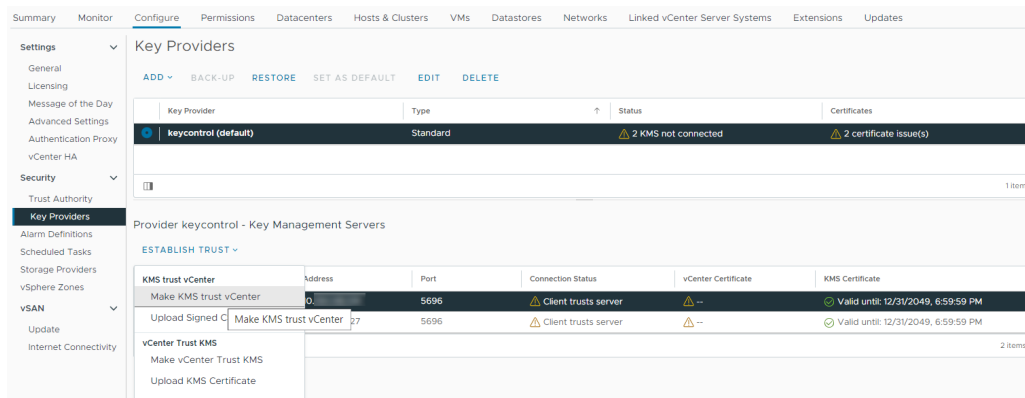 Summary Monitor Configure Permissions Datacenters Hosts & Clusters VMs Datastores Networks Linked vCenter Server Systems Extensions Updates
Settings
General
Licensing
Message of the Day
Advanced Settings
Authentication Proxy
vCenter HA
Security
Trust Authority
Key Providers
Alarm Definitions
Scheduled Tasks
Storage Providers
vSphere Zones
vSAN
Update
Internet Connectivity
Key Providers
ADD BACK-UP RESTORE SET AS DEFAULT EDIT DELETE
Key Provider Type Status Certificates
keycontrol (default) Standard 2 KMS not connected 2 certificate issue(s)
1 item
Provider keycontrol - Key Management Servers
ESTABLISH TRUST
Address Port Connection Status vCenter Certificate KMS Certificate
10. 5696 Client trusts server -- Valid until: 12/31/2049, 6:59:59 PM
27 5696 Client trusts server -- Valid until: 12/31/2049, 6:59:59 PM
2 items
KMS trust vCenter
Make KMS trust vCenter
Upload Signed C
Make KMS trust vCenter
vCenter Trust KMS
Make vCenter Trust KMS
Upload KMS Certificate